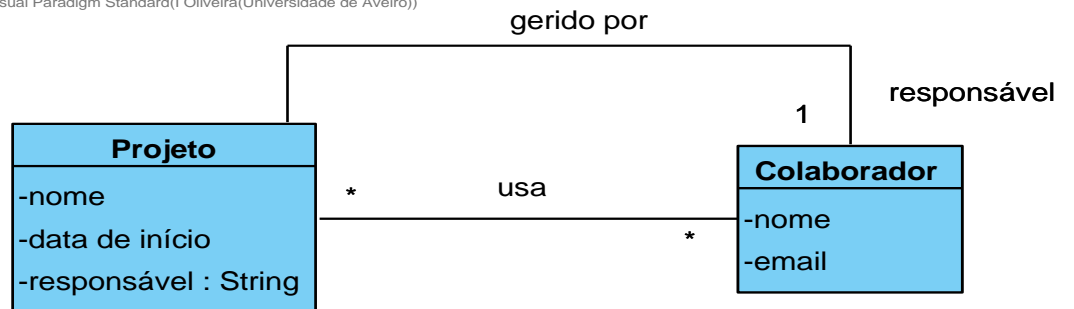 sual Paradigm Standard(I Oliveira(Universidade de Aveiro))
gerido por
responsável
1
Projeto
-nome
-data de início
-responsável : String
*
usa
*
Colaborador
-nome
-email